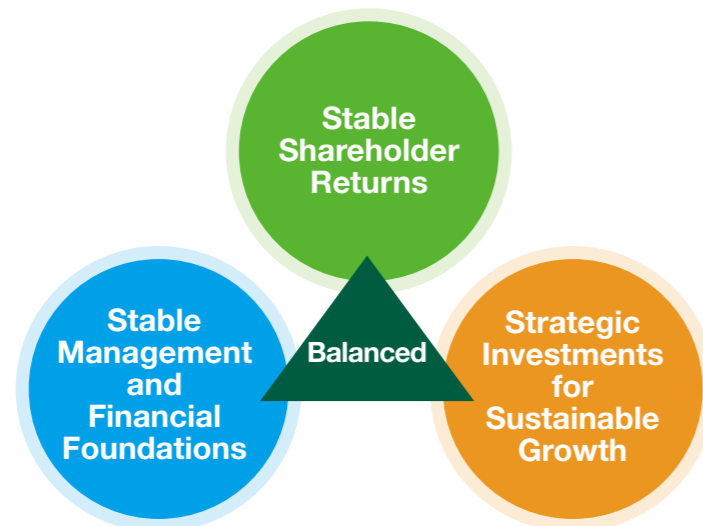 Stable
Shareholder
Returns
Stable
Management
and
Financial
Foundations
Balanced
Strategic
Investments
for
Sustainable
Growth